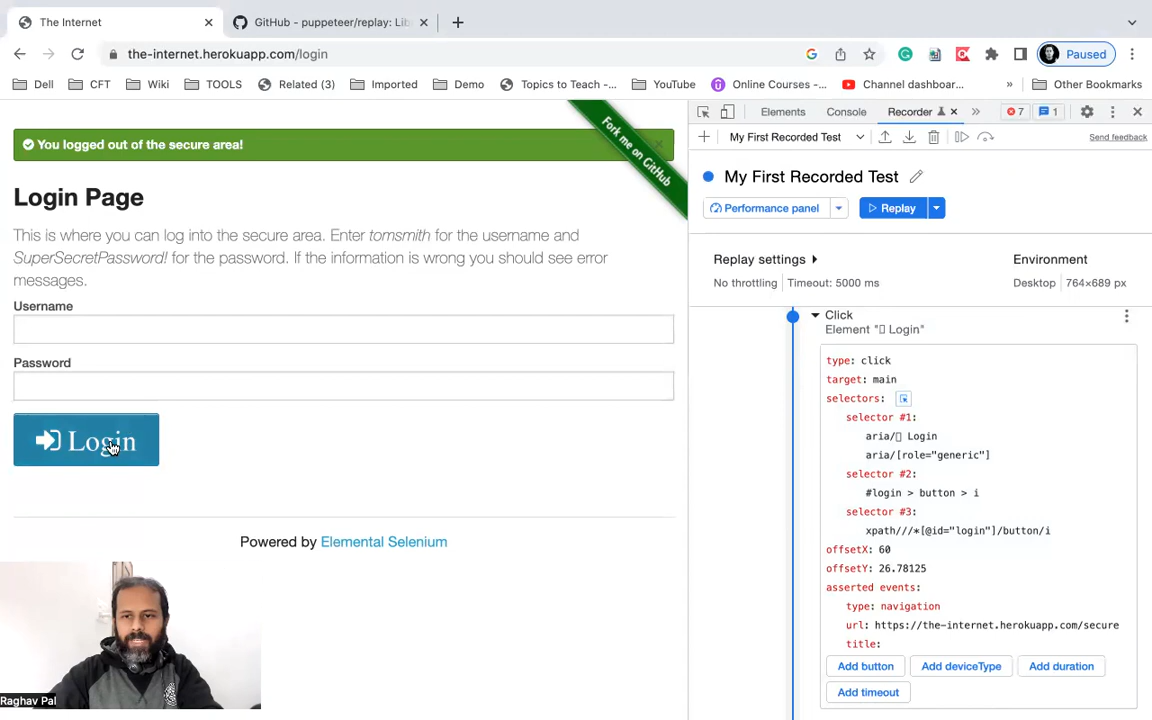 The Internet
GitHub - puppeteer/replay: Lib
the-internet.herokuapp.com/login
Paused
Dell
CFT
Wiki
TOOLS
Related (3)
Imported
Demo
Topics to Teach -...
YouTube
Online Courses -...
Channel dashboar...
»
Other Bookmarks
You logged out of the secure area!
Fork me on GitHub
Login Page
This is where you can log into the secure area. Enter tomsmith for the username and
SuperSecretPassword! for the password. If the information is wrong you should see error
messages.
Username
Password
Login
Powered by Elemental Selenium
Raghav Pal
Elements
Console
Recorder
»
7
1
My First Recorded Test
Send feedback
My First Recorded Test
Performance panel
Replay
Replay settings
No throttling
Timeout: 5000 ms
Environment
Desktop
764×689 px
Click
Element "▯ Login"
type: click
target: main
selectors:
selector #1:
aria/▯ Login
aria/[role="generic"]
selector #2:
#login > button > i
selector #3:
xpath///*[@id="login"]/button/i
offsetX: 60
offsetY: 26.78125
asserted events:
type: navigation
url: https://the-internet.herokuapp.com/secure
title:
Add button
Add deviceType
Add duration
Add timeout